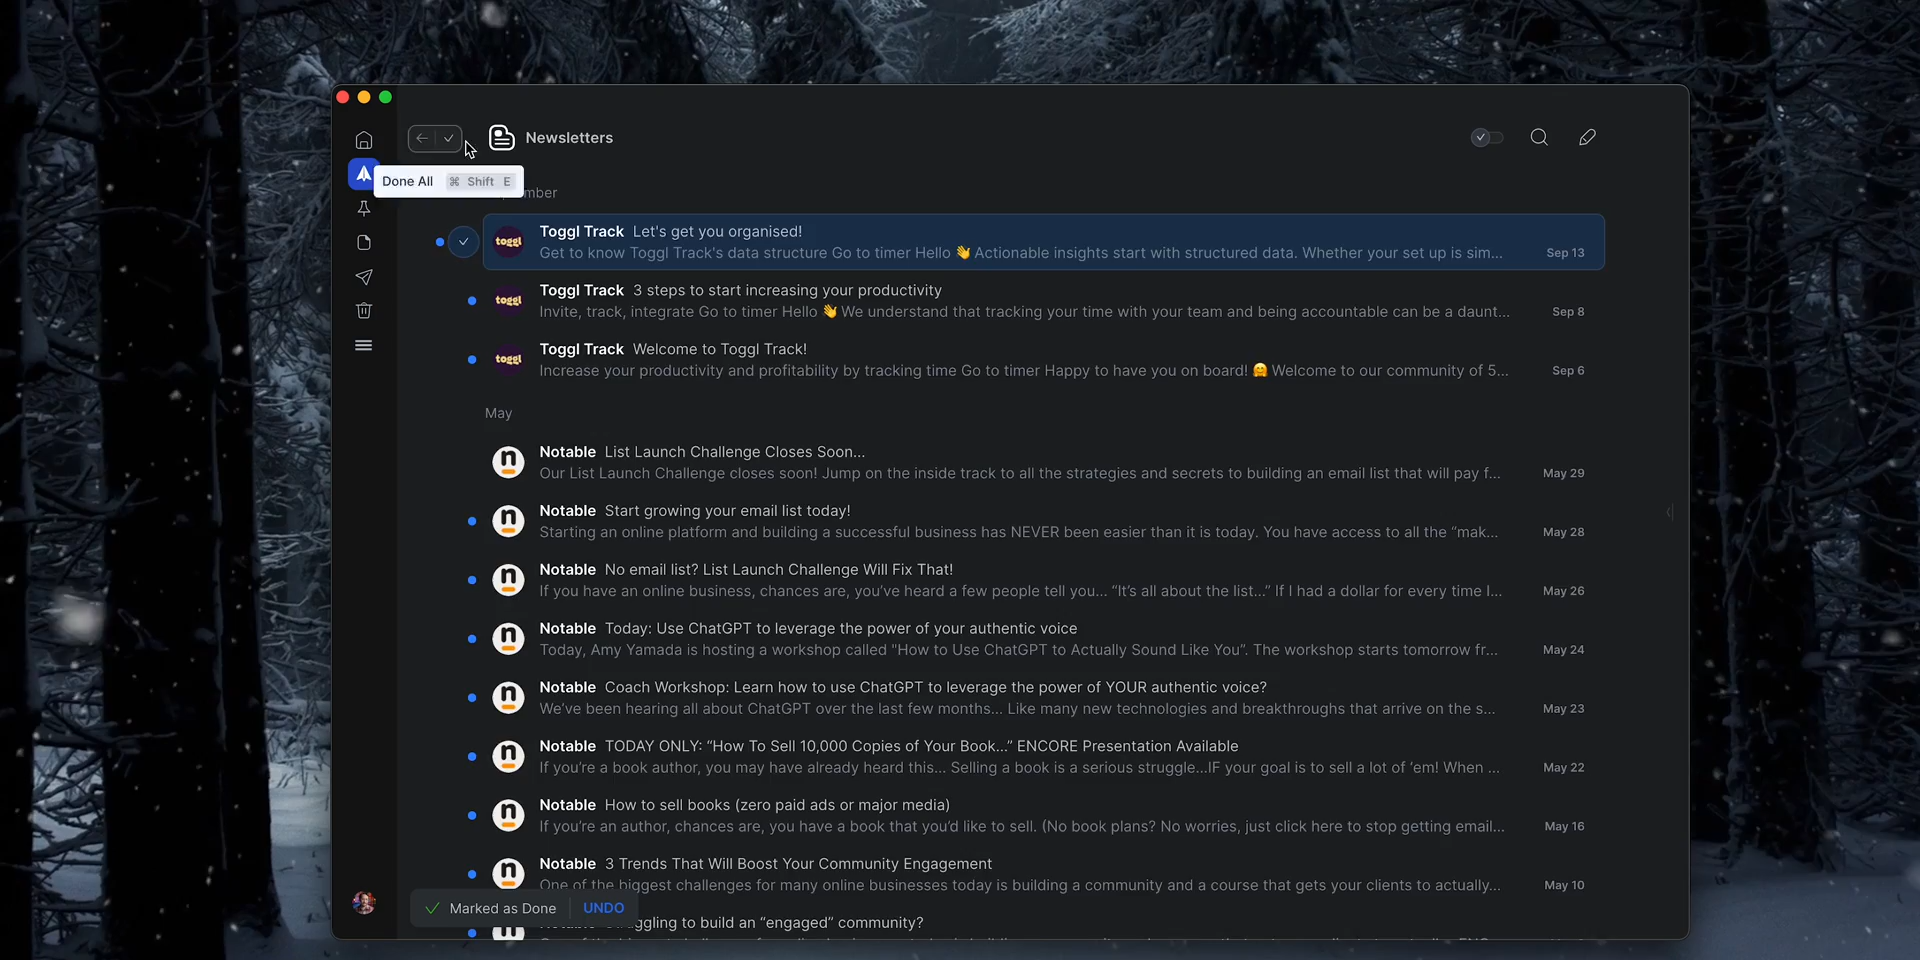 Newsletters
Done All ⌘ Shift E
mber
Toggl Track Let's get you organised!
Get to know Toggl Track's data structure Go to timer Hello 👋 Actionable insights start with structured data. Whether your set up is sim... Sep 13
toggl
Toggl Track 3 steps to start increasing your productivity
Invite, track, integrate Go to timer Hello 👋 We understand that tracking your time with your team and being accountable can be a daunt... Sep 8
toggl
Toggl Track Welcome to Toggl Track!
Increase your productivity and profitability by tracking time Go to timer Happy to have you on board! 🤗 Welcome to our community of 5... Sep 6
toggl
May
Notable List Launch Challenge Closes Soon...
Our List Launch Challenge closes soon! Jump on the inside track to all the strategies and secrets to building an email list that will pay f... May 29
n
Notable Start growing your email list today!
Starting an online platform and building a successful business has NEVER been easier than it is today. You have access to all the “mak... May 28
n
Notable No email list? List Launch Challenge Will Fix That!
If you have an online business, chances are, you’ve heard a few people tell you... “It’s all about the list...” If I had a dollar for every time I... May 26
n
Notable Today: Use ChatGPT to leverage the power of your authentic voice
Today, Amy Yamada is hosting a workshop called "How to Use ChatGPT to Actually Sound Like You”. The workshop starts tomorrow fr... May 24
n
Notable Coach Workshop: Learn how to use ChatGPT to leverage the power of YOUR authentic voice?
We’ve been hearing all about ChatGPT over the last few months... Like many new technologies and breakthroughs that arrive on the s... May 23
n
Notable TODAY ONLY: “How To Sell 10,000 Copies of Your Book...” ENCORE Presentation Available
If you’re a book author, you may have already heard this... Selling a book is a serious struggle...IF your goal is to sell a lot of ’em! When ... May 22
n
Notable How to sell books (zero paid ads or major media)
If you’re an author, chances are, you have a book that you’d like to sell. (No book plans? No worries, just click here to stop getting email... May 16
n
Notable 3 Trends That Will Boost Your Community Engagement
One of the biggest challenges for many online businesses today is building a community and a course that gets your clients to actually... May 10
n
Marked as Done UNDO
ggling to build an “engaged” community?